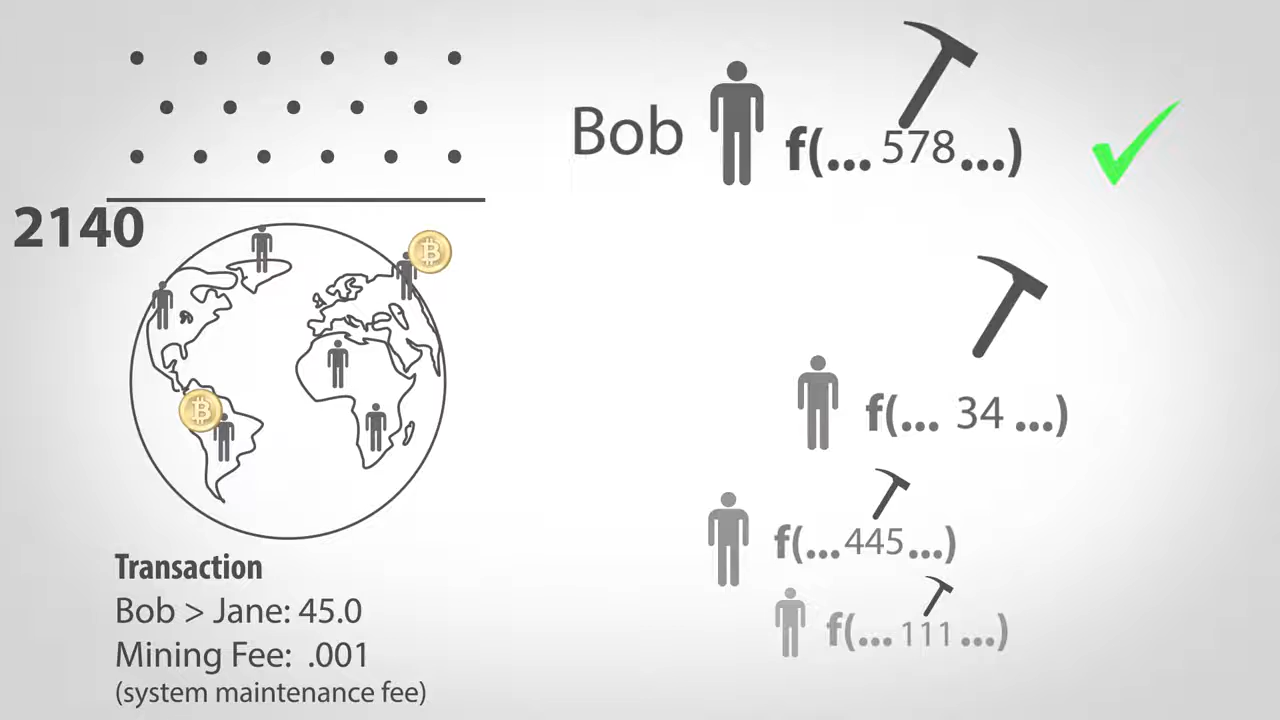 2140
Transaction
Bob > Jane: 45.0
Mining Fee: .001
(system maintenance fee)
Bob
f(... 578 ...)
f(... 34 ...)
f(...445...)
f(... 111 ...)